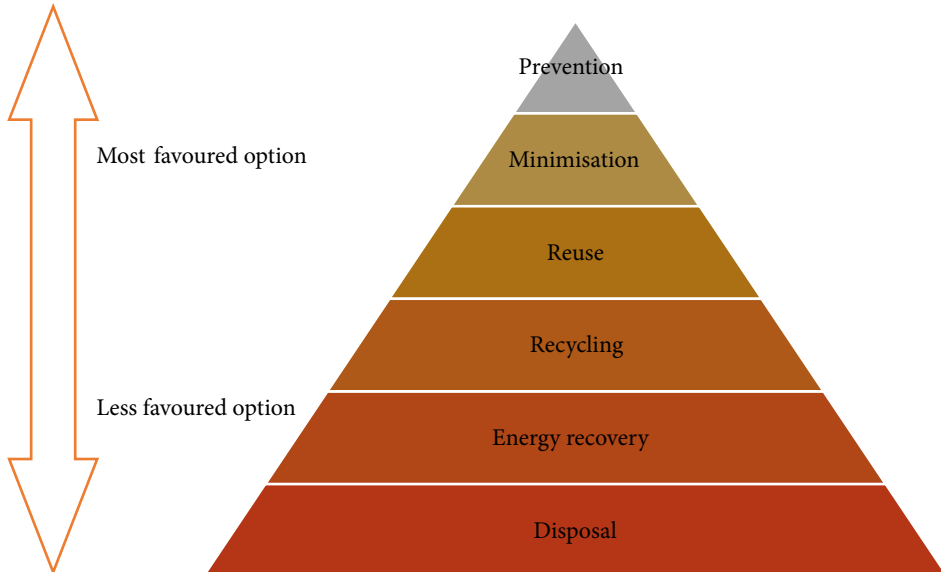 Prevention
Most favoured option
Minimisation
Reuse
Recycling
Less favoured option
Energy recovery
Disposal